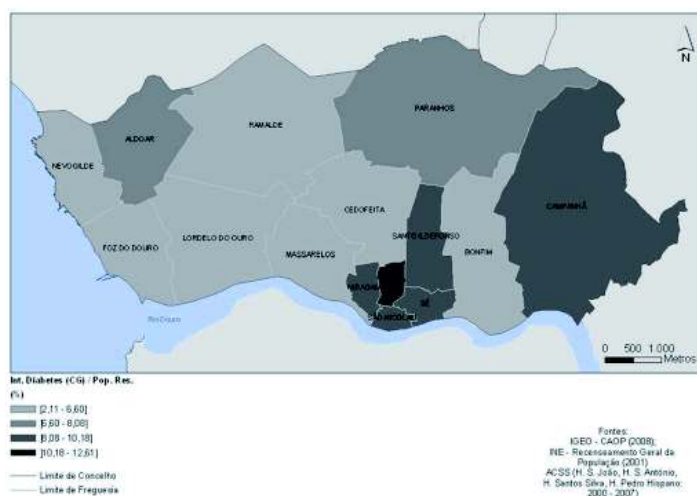 N
PARANHOS
RAMALDE
ALDOAR
NEVOGILDE
CAMPANHÃ
CEDOFEITA
SANTO ILDEFONSO
LORDELO DO OURO
FOZ DO DOURO
MASSARELOS
BONFIM
SÉ
Rio Douro
0 500 1.000
Metros
Int. Diabetes (CG) / Pop. Res.
(%)
[2,11 - 6,60]
]6,60 - 8,08]
]8,08 - 10,18]
]10,18 - 12,61]
Limite de Concelho
Limite de Freguesia
Fontes:
IGEO - CAOP (2008);
INE - Recenseamento Geral da
População (2001)
ACSS (H. S. João, H. S. António,
H. Santos Silva, H. Pedro Hispano:
2000 - 2007)